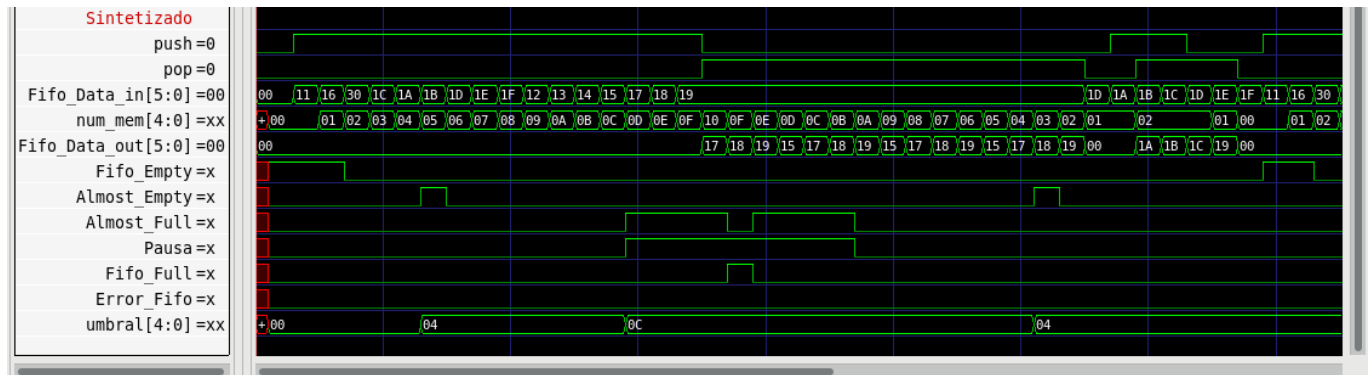 Sintetizado
push=0
pop=0
Fifo_Data_in[5:0]=00 00 11 16 30 1C 1A 1B 1D 1E 1F 12 13 14 15 17 18 19 1D 1A 1B 1C 1D 1E 1F 11 16 30
num_mem[4:0]=xx + 00 01 02 03 04 05 06 07 08 09 0A 0B 0C 0D 0E 0F 10 0F 0E 0D 0C 0B 0A 09 08 07 06 05 04 03 02 01 02 01 00 01 02
Fifo_Data_out[5:0]=00 00 17 18 19 15 17 18 19 15 17 18 19 15 17 18 19 00 1A 1B 1C 19 00
Fifo_Empty=x
Almost_Empty=x
Almost_Full=x
Pausa=x
Fifo_Full=x
Error_Fifo=x
umbral[4:0]=xx + 00 04 0C 04